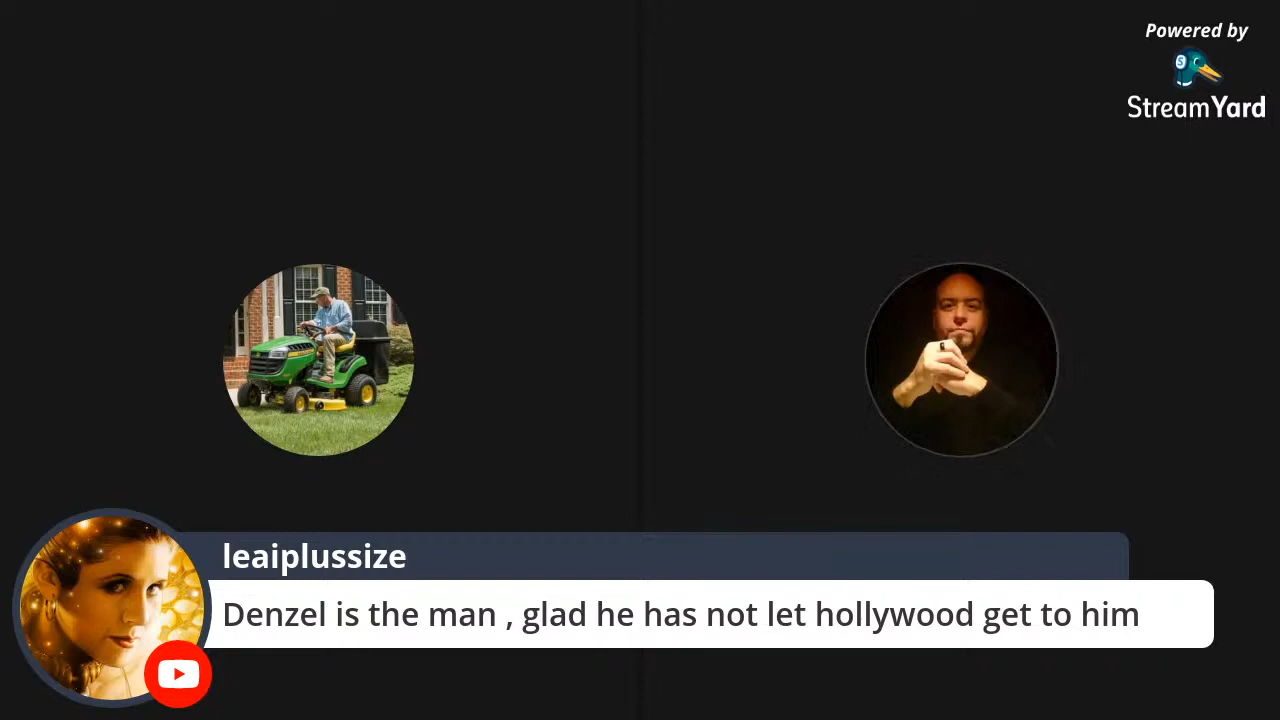 Powered by
StreamYard
leaiplussize
Denzel is the man , glad he has not let hollywood get to him